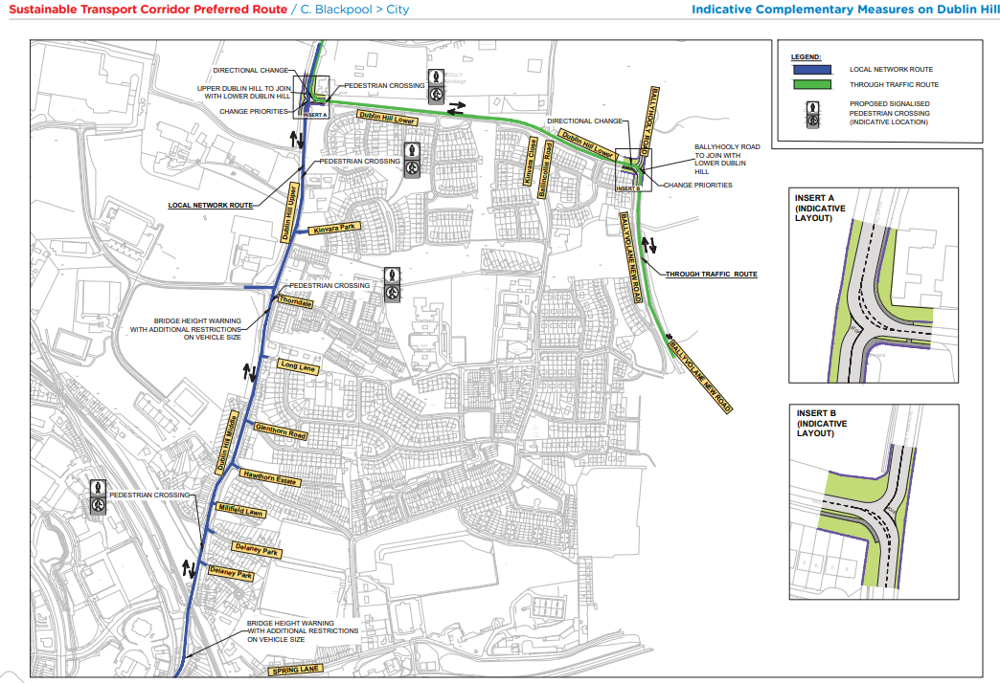 Sustainable Transport Corridor Preferred Route / C. Blackpool > City
Indicative Complementary Measures on Dublin Hill
LEGEND:
LOCAL NETWORK ROUTE
THROUGH TRAFFIC ROUTE
PROPOSED SIGNALISED
PEDESTRIAN CROSSING
(INDICATIVE LOCATION)
DIRECTIONAL CHANGE
UPPER DUBLIN HILL TO JOIN
WITH LOWER DUBLIN HILL
CHANGE PRIORITIES
INSERT A
PEDESTRIAN CROSSING
Dublin Hill Lower
DIRECTIONAL CHANGE
Dublin Hill Lower
BALLYHOOLY ROAD
BALLYHOOLY ROAD
TO JOIN WITH
LOWER DUBLIN
HILL
CHANGE PRIORITIES
INSERT B
Kinvara Close
Ballincollie Road
PEDESTRIAN CROSSING
LOCAL NETWORK ROUTE
Dublin Hill Upper
Kinvara Park
BALLYVOLANE NEW ROAD
THROUGH TRAFFIC ROUTE
PEDESTRIAN CROSSING
Thorndale
BRIDGE HEIGHT WARNING
WITH ADDITIONAL RESTRICTIONS
ON VEHICLE SIZE
BALLYVOLANE NEW ROAD
Long Lane
Dublin Hill Middle
Glenthorn Road
Hawthorn Estate
PEDESTRIAN CROSSING
Millfield Lawn
Delaney Park
Delaney Park
BRIDGE HEIGHT WARNING
WITH ADDITIONAL RESTRICTIONS
ON VEHICLE SIZE
SPRING LANE
INSERT A
(INDICATIVE
LAYOUT)
INSERT B
(INDICATIVE
LAYOUT)